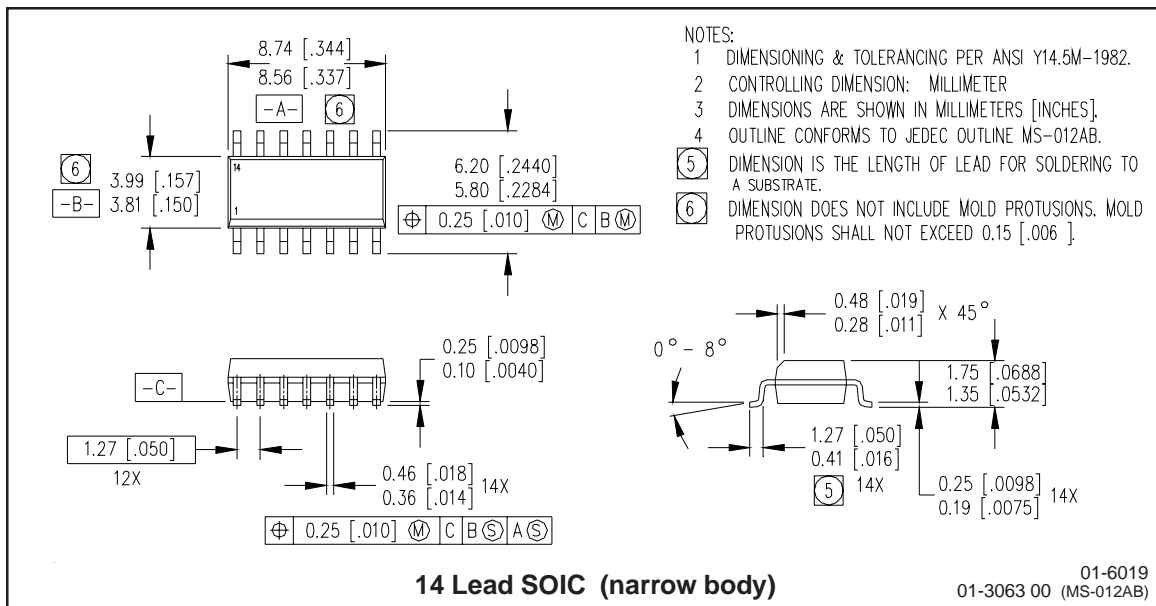 8.74 [.344]
8.56 [.337]
-A- 6
14
1
6
-B-
3.99 [.157]
3.81 [.150]
6.20 [.2440]
5.80 [.2284]
⌖ 0.25 [.010] Ⓜ C B Ⓜ
NOTES:
1 DIMENSIONING & TOLERANCING PER ANSI Y14.5M-1982.
2 CONTROLLING DIMENSION: MILLIMETER
3 DIMENSIONS ARE SHOWN IN MILLIMETERS [INCHES].
4 OUTLINE CONFORMS TO JEDEC OUTLINE MS-012AB.
5 DIMENSION IS THE LENGTH OF LEAD FOR SOLDERING TO
A SUBSTRATE.
6 DIMENSION DOES NOT INCLUDE MOLD PROTUSIONS. MOLD
PROTUSIONS SHALL NOT EXCEED 0.15 [.006 ].
-C-
0.25 [.0098]
0.10 [.0040]
1.27 [.050]
12X
0.46 [.018]
0.36 [.014] 14X
⌖ 0.25 [.010] Ⓜ C B Ⓢ A Ⓢ
0.48 [.019]
0.28 [.011] X 45°
0°-8°
1.75 [.0688]
1.35 [.0532]
1.27 [.050]
0.41 [.016]
5 14X
0.25 [.0098]
0.19 [.0075] 14X
14 Lead SOIC (narrow body)
01-6019
01-3063 00 (MS-012AB)